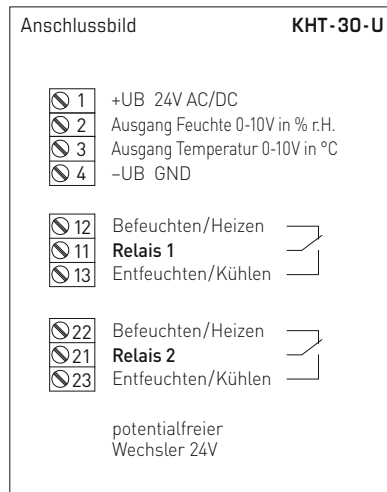 Anschlussbild KHT-30-U
1 +UB 24V AC/DC
2 Ausgang Feuchte 0-10V in % r.H.
3 Ausgang Temperatur 0-10V in °C
4 –UB GND
12 Befeuchten/Heizen
11 Relais 1
13 Entfeuchten/Kühlen
22 Befeuchten/Heizen
21 Relais 2
23 Entfeuchten/Kühlen
potentialfreier
Wechsler 24V